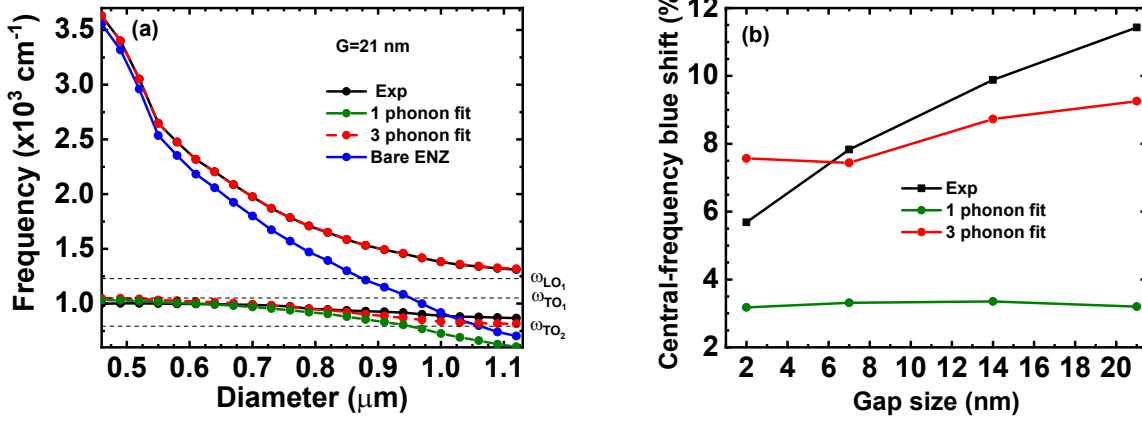 (a)
G=21 nm
Exp
1 phonon fit
3 phonon fit
Bare ENZ
ω_LO₁
ω_TO₁
ω_TO₂
3.5
3.0
2.5
2.0
1.5
1.0
0.5 0.6 0.7 0.8 0.9 1.0 1.1
Frequency (x10³ cm⁻¹)
Diameter (μm)
(b)
Exp
1 phonon fit
3 phonon fit
12
10
8
6
4
2
2 4 6 8 10 12 14 16 18 20
Central-frequency blue shift (%
Gap size (nm)